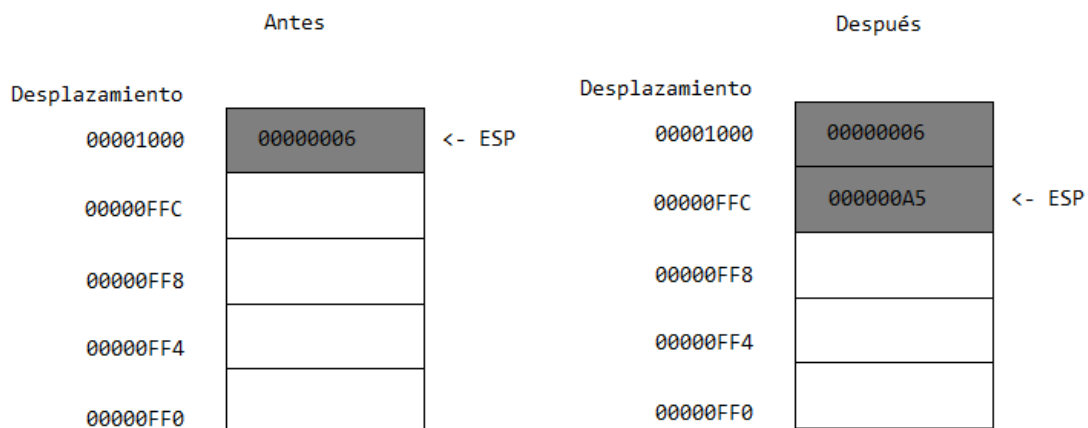 Antes
Desplazamiento
00001000 00000006 <- ESP
00000FFC
00000FF8
00000FF4
00000FF0
Después
Desplazamiento
00001000 00000006
00000FFC 000000A5 <- ESP
00000FF8
00000FF4
00000FF0